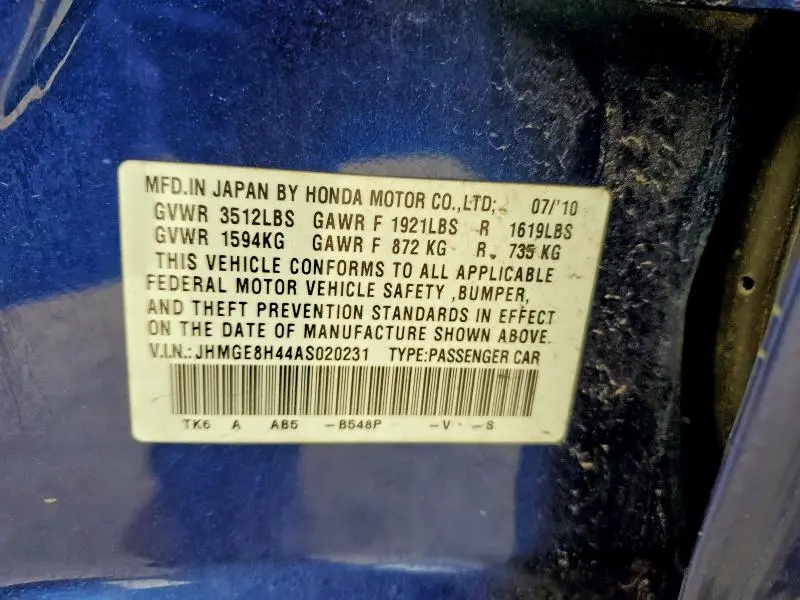 MFD.IN JAPAN BY HONDA MOTOR CO.,LTD; 07/'10
GVWR 3512LBS GAWR F 1921LBS R 1619LBS
GVWR 1594KG GAWR F 872 KG R. 735 KG
THIS VEHICLE CONFORMS TO ALL APPLICABLE
FEDERAL MOTOR VEHICLE SAFETY ,BUMPER,
AND THEFT PREVENTION STANDARDS IN EFFECT
ON THE DATE OF MANUFACTURE SHOWN ABOVE.
V.I.N.: JHMGE8H44AS020231 TYPE:PASSENGER CAR
TK6 A AB5 -B548P -V -S